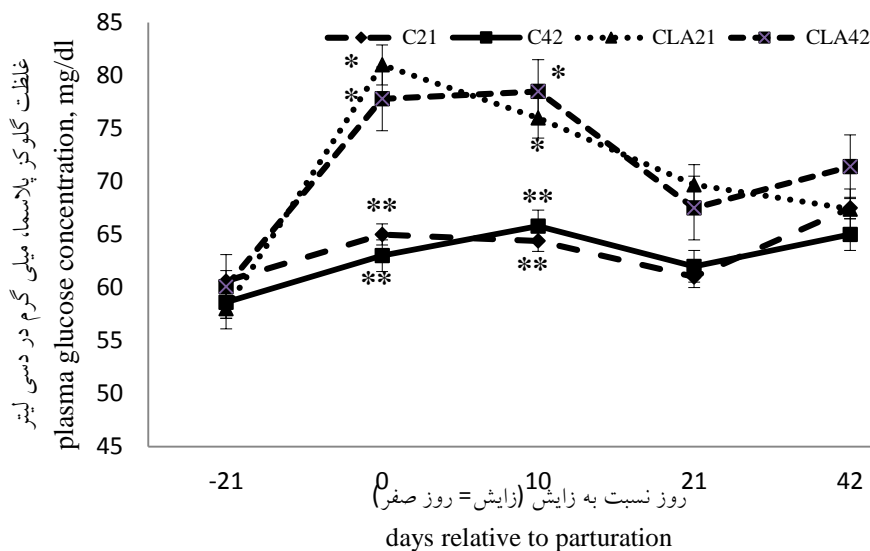 غلظت گلوکز پلاسما، میلی گرم در دسی لیتر
plasma glucose concentration, mg/dl
85
80
75
70
65
60
55
50
45
C21 C42 CLA21 CLA42
*
*
*
*
**
**
**
**
-21 0 10 21 42
روز نسبت به زایش (زایش= روز صفر)
days relative to parturation